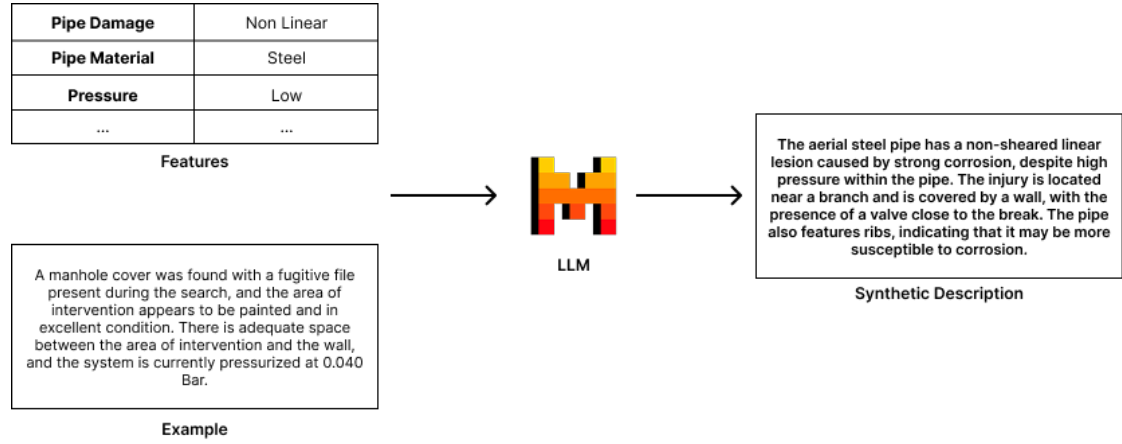 Pipe Damage Non Linear
Pipe Material Steel
Pressure Low
... ...
Features
A manhole cover was found with a fugitive file
present during the search, and the area of
intervention appears to be painted and in
excellent condition. There is adequate space
between the area of intervention and the wall,
and the system is currently pressurized at 0.040
Bar.
Example
LLM
The aerial steel pipe has a non-sheared linear
lesion caused by strong corrosion, despite high
pressure within the pipe. The injury is located
near a branch and is covered by a wall, with the
presence of a valve close to the break. The pipe
also features ribs, indicating that it may be more
susceptible to corrosion.
Synthetic Description